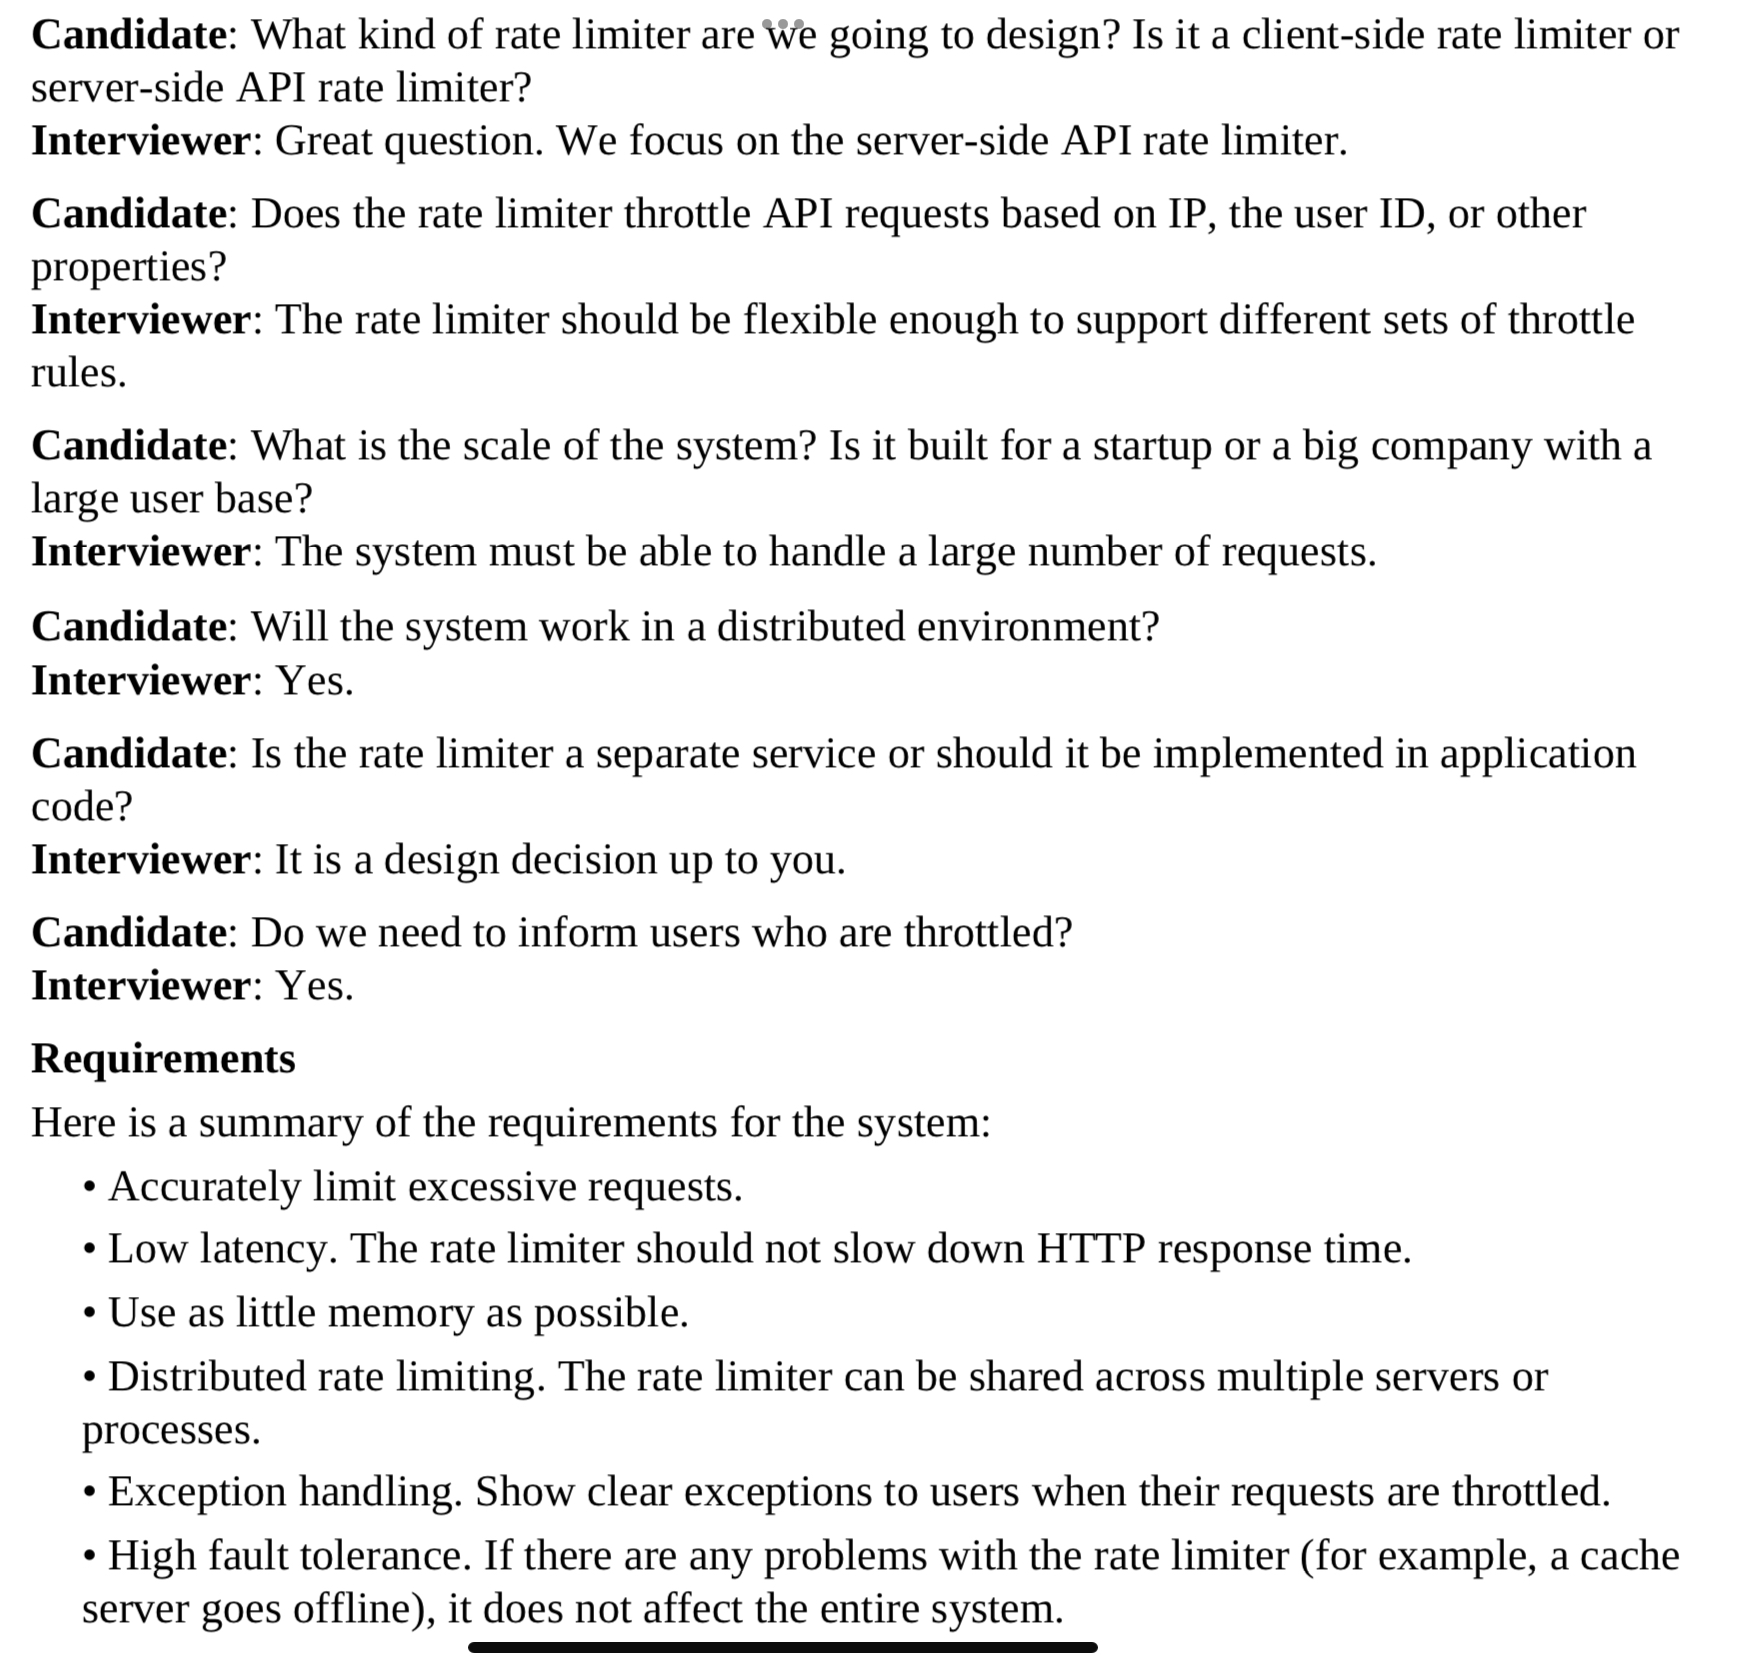 Candidate: What kind of rate limiter are we going to design? Is it a client-side rate limiter or
server-side API rate limiter?
Interviewer: Great question. We focus on the server-side API rate limiter.
Candidate: Does the rate limiter throttle API requests based on IP, the user ID, or other
properties?
Interviewer: The rate limiter should be flexible enough to support different sets of throttle
rules.
Candidate: What is the scale of the system? Is it built for a startup or a big company with a
large user base?
Interviewer: The system must be able to handle a large number of requests.
Candidate: Will the system work in a distributed environment?
Interviewer: Yes.
Candidate: Is the rate limiter a separate service or should it be implemented in application
code?
Interviewer: It is a design decision up to you.
Candidate: Do we need to inform users who are throttled?
Interviewer: Yes.
Requirements
Here is a summary of the requirements for the system:
• Accurately limit excessive requests.
• Low latency. The rate limiter should not slow down HTTP response time.
• Use as little memory as possible.
• Distributed rate limiting. The rate limiter can be shared across multiple servers or
processes.
• Exception handling. Show clear exceptions to users when their requests are throttled.
• High fault tolerance. If there are any problems with the rate limiter (for example, a cache
server goes offline), it does not affect the entire system.